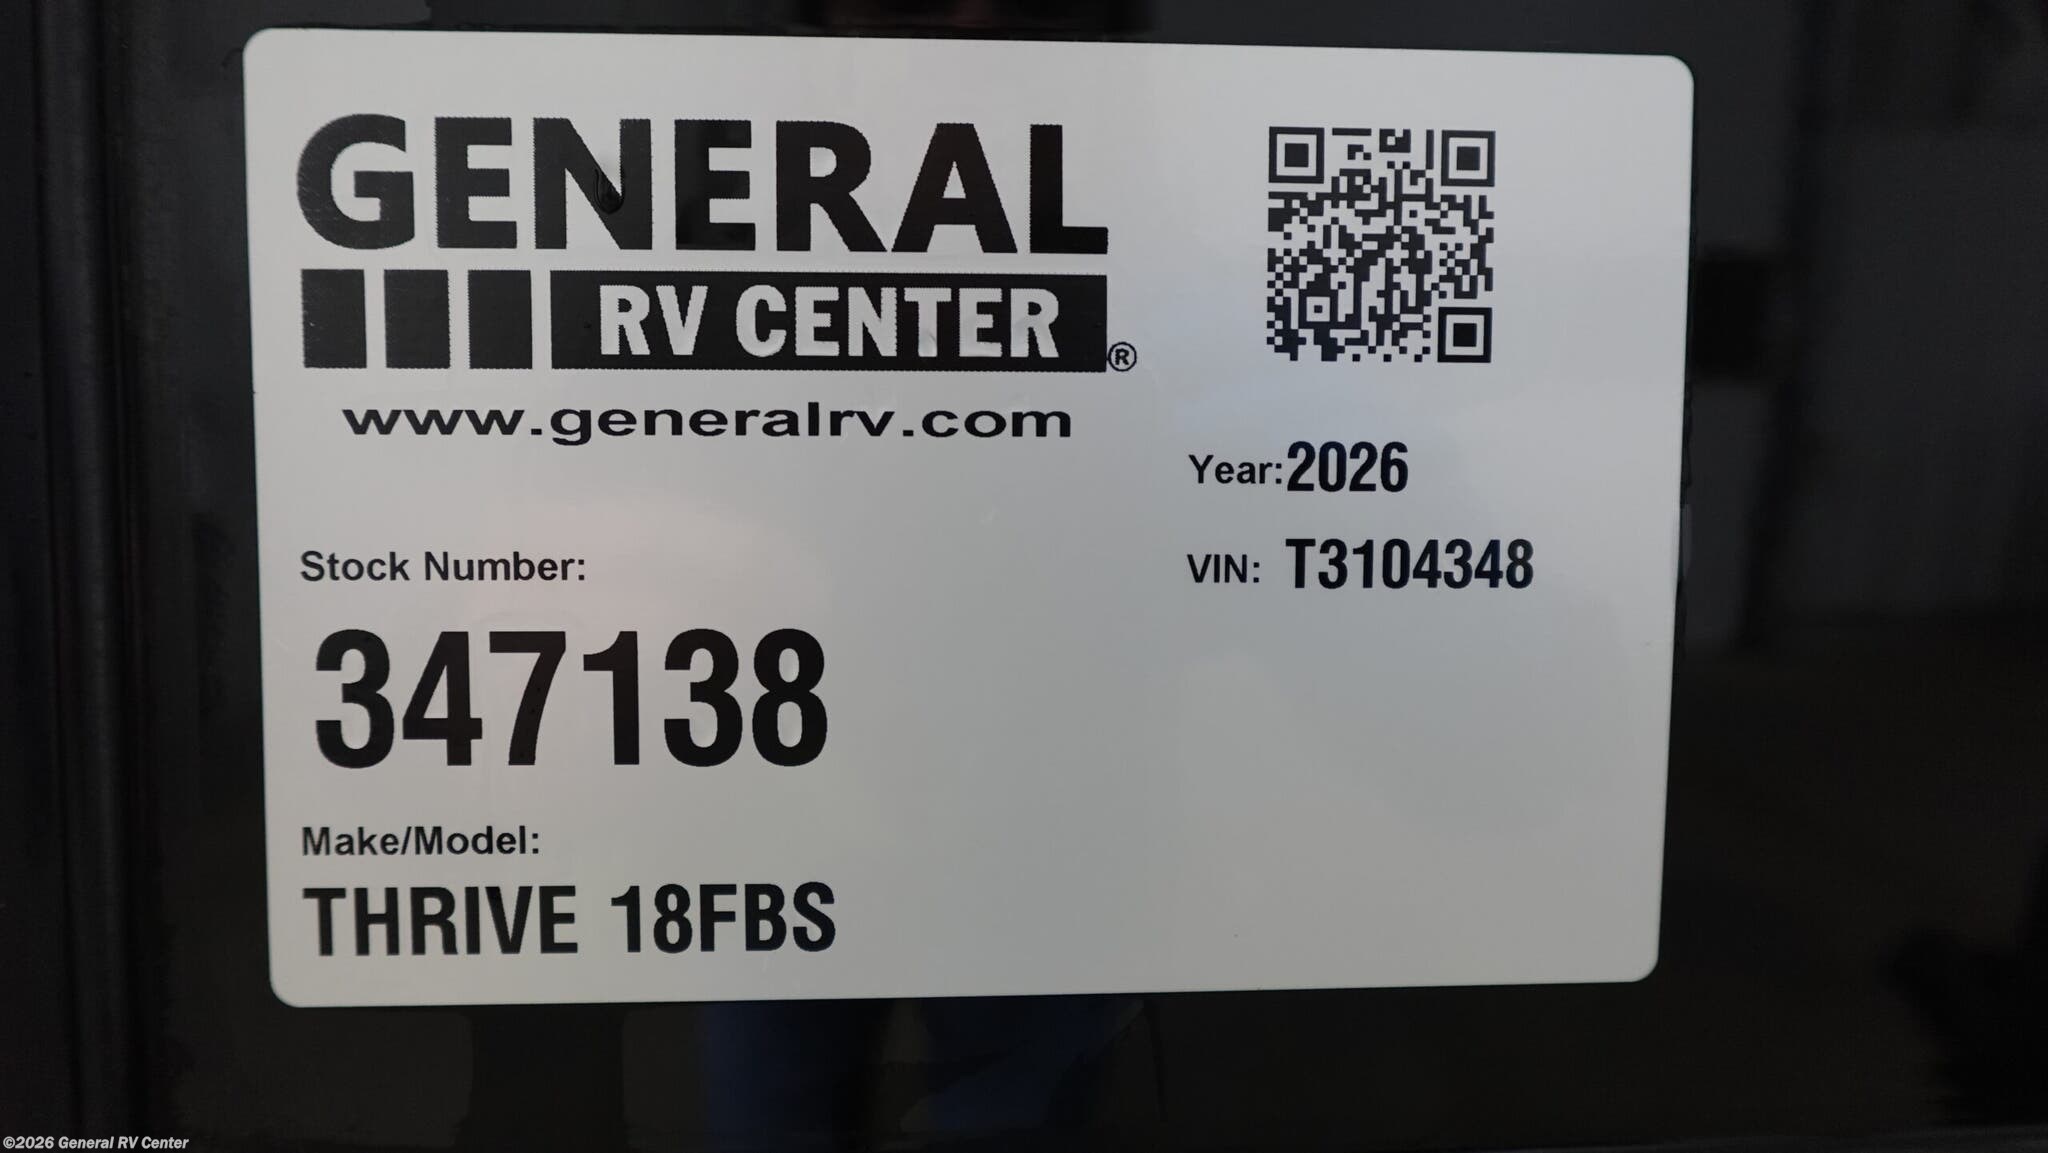 GENERAL
RV CENTER®
www.generalrv.com
Year: 2026
VIN: T3104348
Stock Number:
347138
Make/Model:
THRIVE 18FBS
©2026 General RV Center